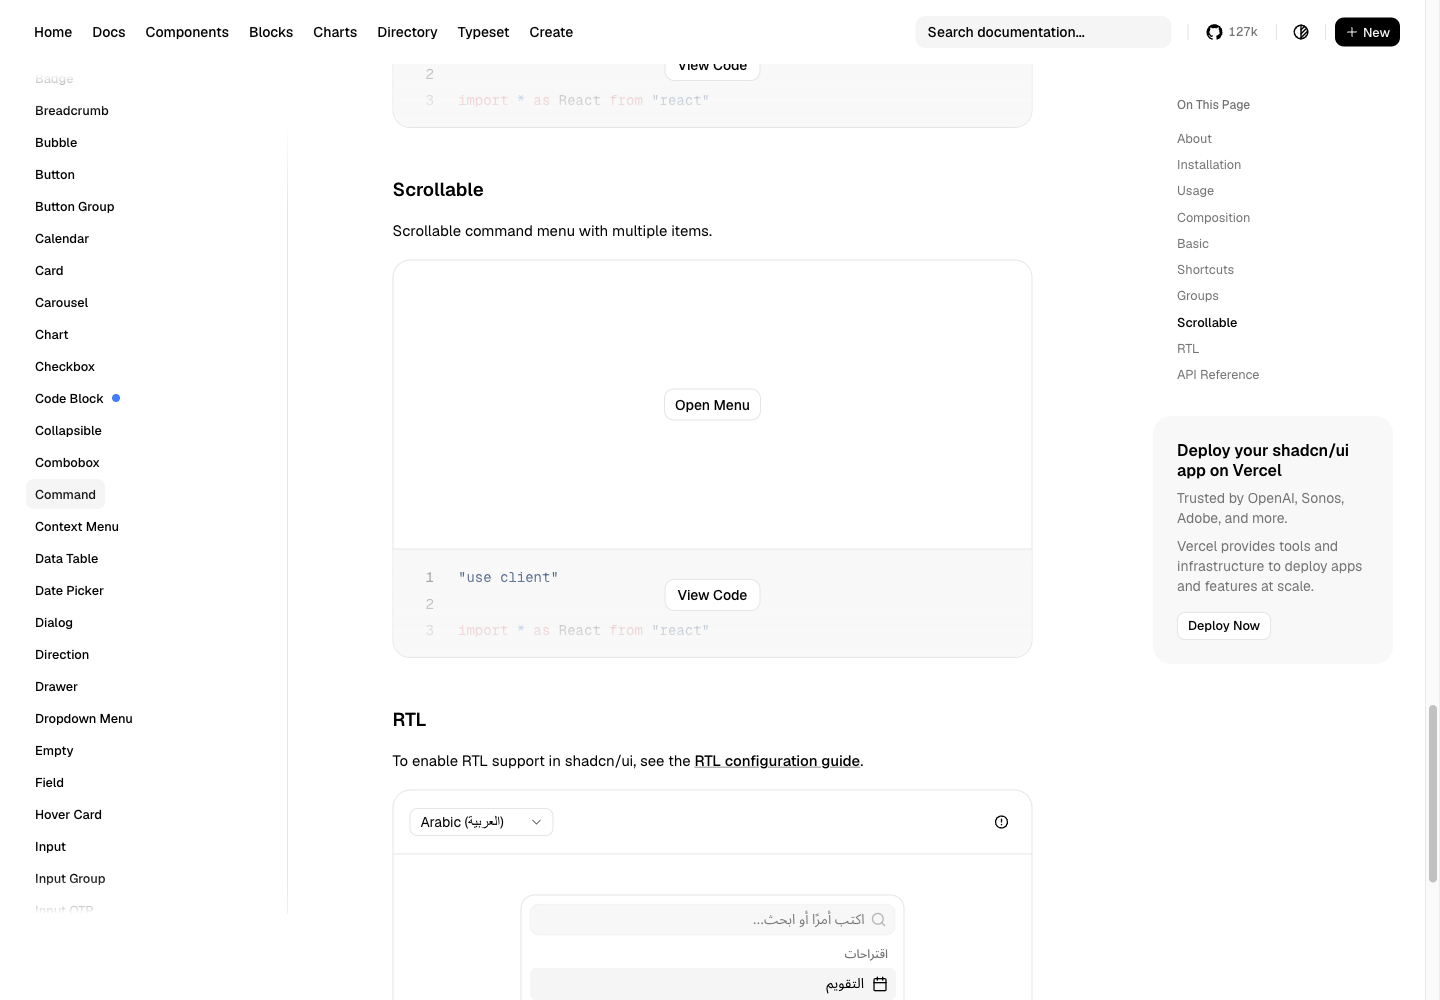 Home Docs Components Blocks Charts Directory Typeset Create
Search documentation...
127k
New
Badge
Breadcrumb
Bubble
Button
Button Group
Calendar
Card
Carousel
Chart
Checkbox
Code Block
Collapsible
Combobox
Command
Context Menu
Data Table
Date Picker
Dialog
Direction
Drawer
Dropdown Menu
Empty
Field
Hover Card
Input
Input Group
Input OTP
View Code
2
3 import * as React from "react"
Scrollable
Scrollable command menu with multiple items.
Open Menu
1 "use client"
View Code
2
3 import * as React from "react"
RTL
To enable RTL support in shadcn/ui, see the RTL configuration guide.
Arabic (العربية)
اكتب أمرًا أو ابحث...
اقتراحات
التقويم
On This Page
About
Installation
Usage
Composition
Basic
Shortcuts
Groups
Scrollable
RTL
API Reference
Deploy your shadcn/ui
app on Vercel
Trusted by OpenAI, Sonos,
Adobe, and more.
Vercel provides tools and
infrastructure to deploy apps
and features at scale.
Deploy Now